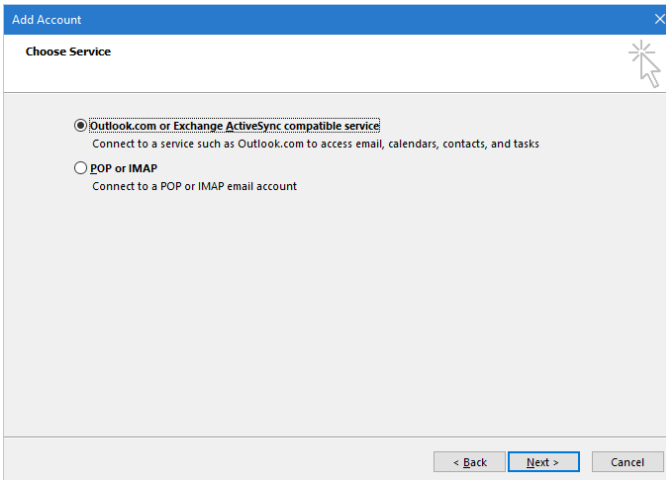 Add Account
Choose Service
Outlook.com or Exchange ActiveSync compatible service
Connect to a service such as Outlook.com to access email, calendars, contacts, and tasks
POP or IMAP
Connect to a POP or IMAP email account
< Back Next > Cancel